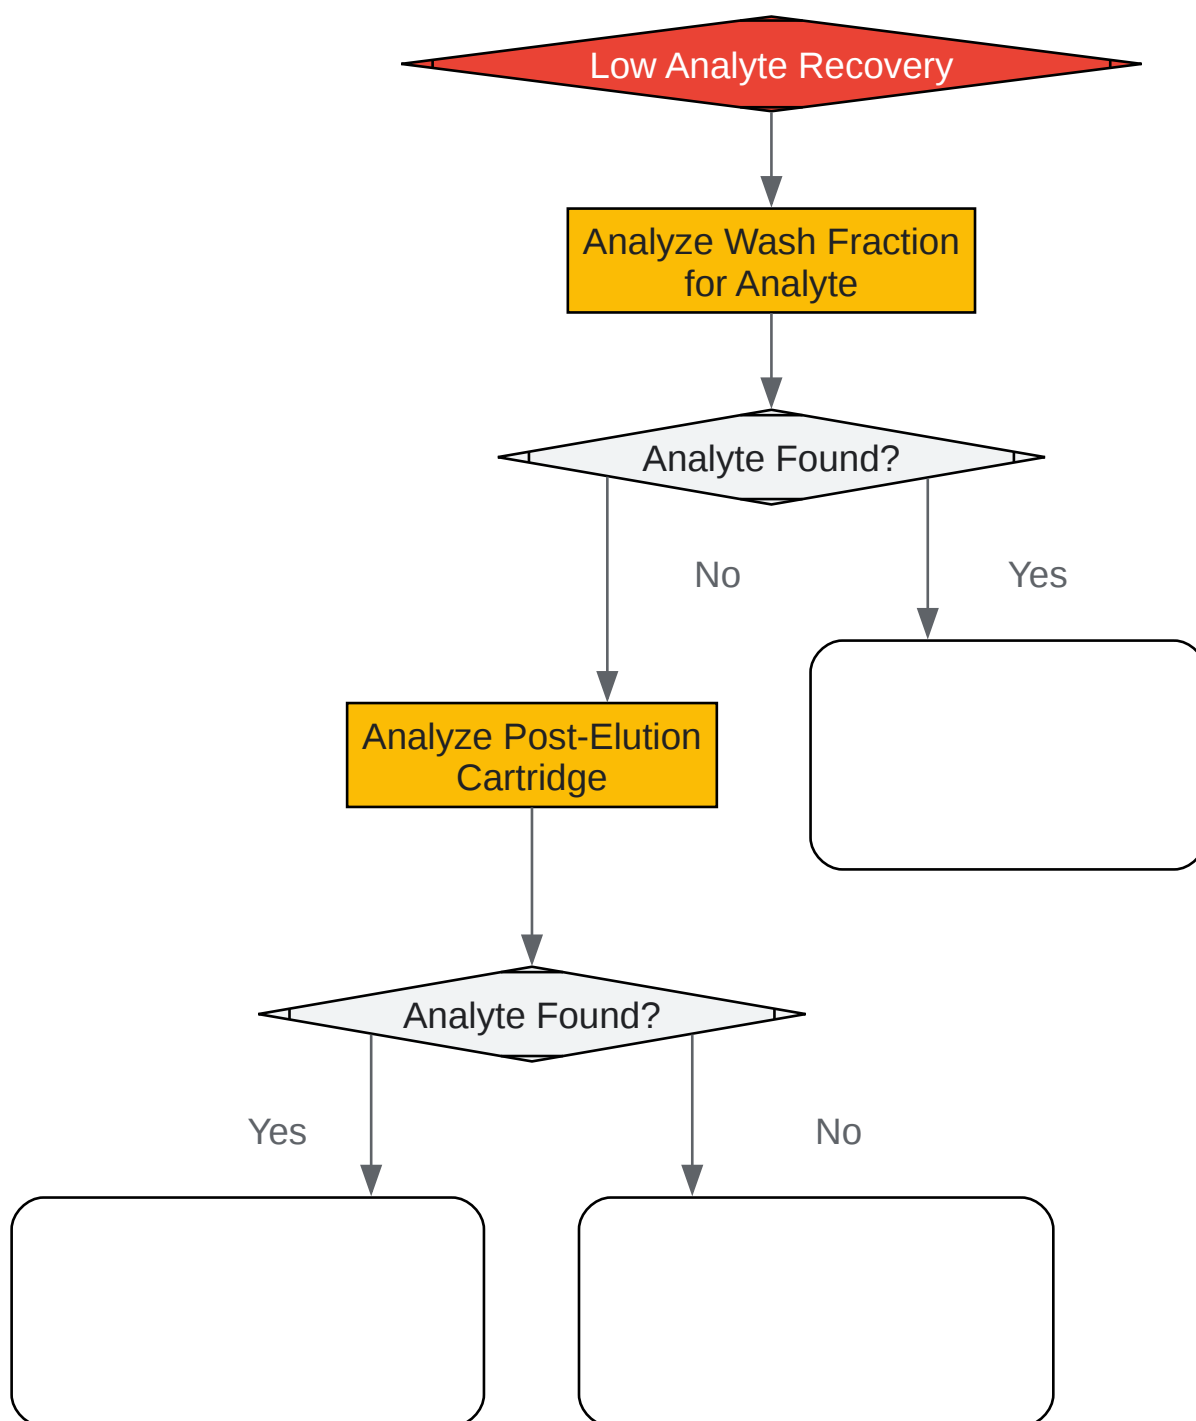 Low Analyte Recovery
Analyze Wash Fraction
for Analyte
Analyte Found?
No
Yes
Analyze Post-Elution
Cartridge
Analyte Found?
Yes
No